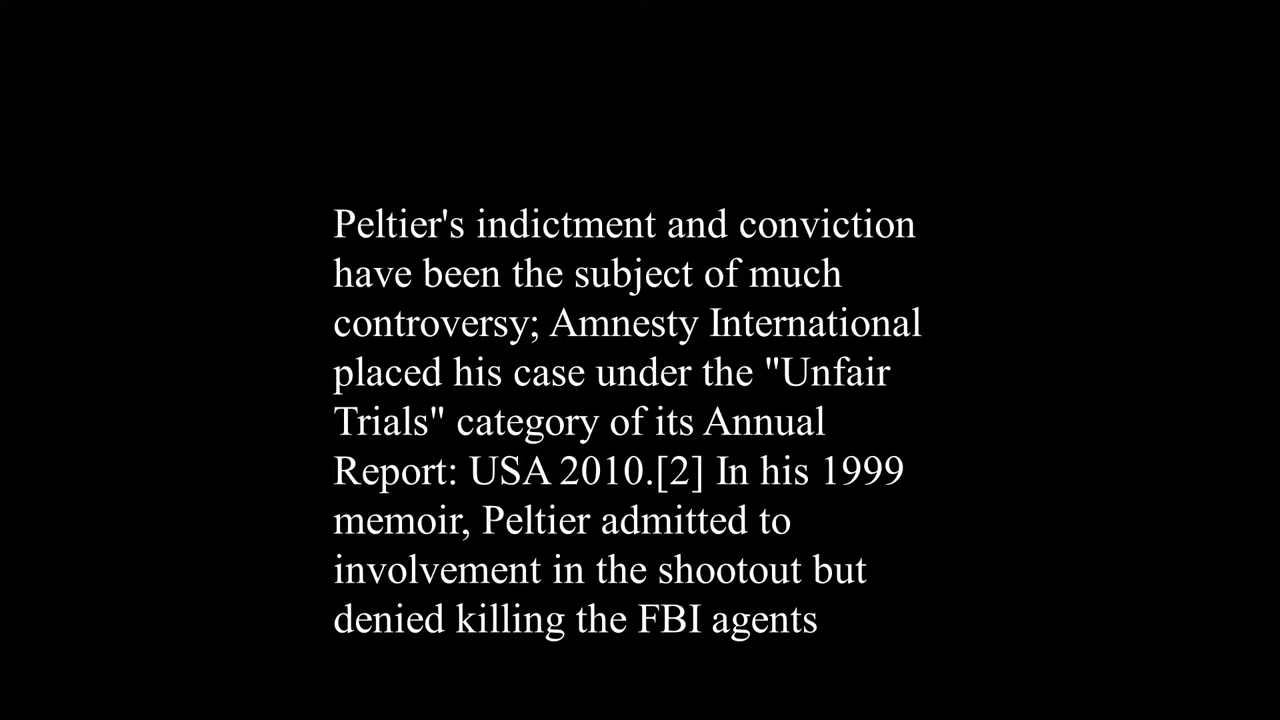 Peltier's indictment and conviction
have been the subject of much
controversy; Amnesty International
placed his case under the "Unfair
Trials" category of its Annual
Report: USA 2010.[2] In his 1999
memoir, Peltier admitted to
involvement in the shootout but
denied killing the FBI agents